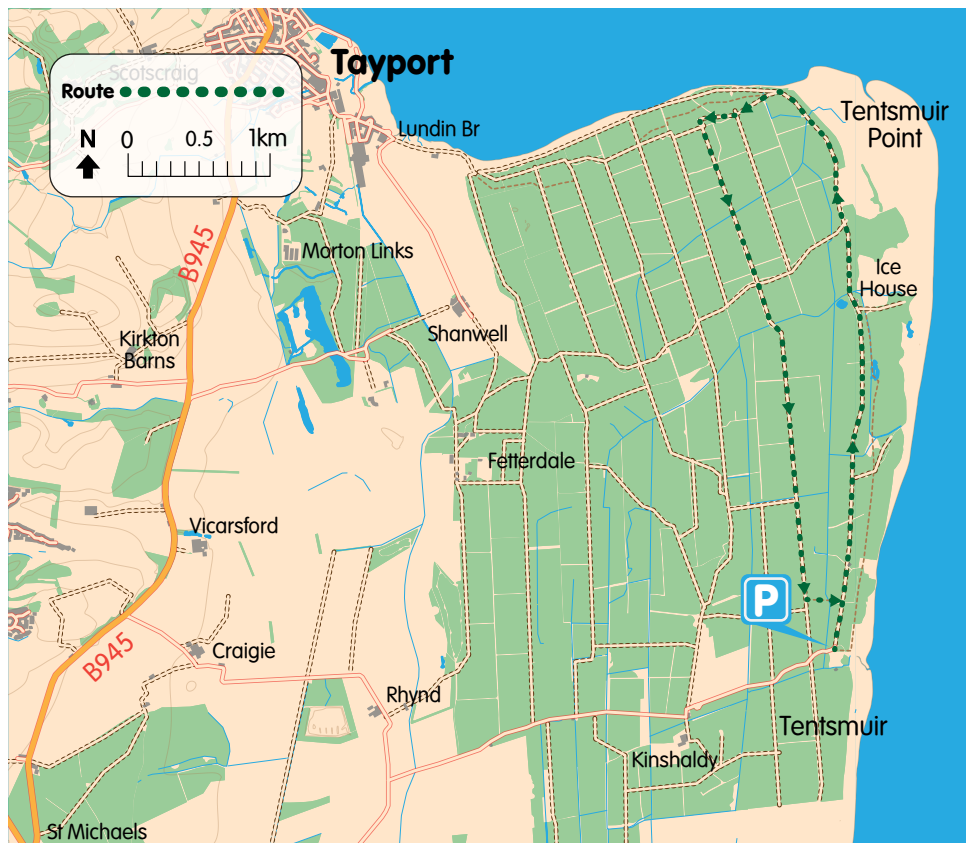 Tayport
Scotscraig
Route
N
0 0.5 1km
Lundin Br
Tentsmuir
Point
B945
Morton Links
Ice
House
Shanwell
Kirkton
Barns
Fetterdale
Vicarsford
P
B945
Craigie
Rhynd
Tentsmuir
Kinshaldy
St Michaels